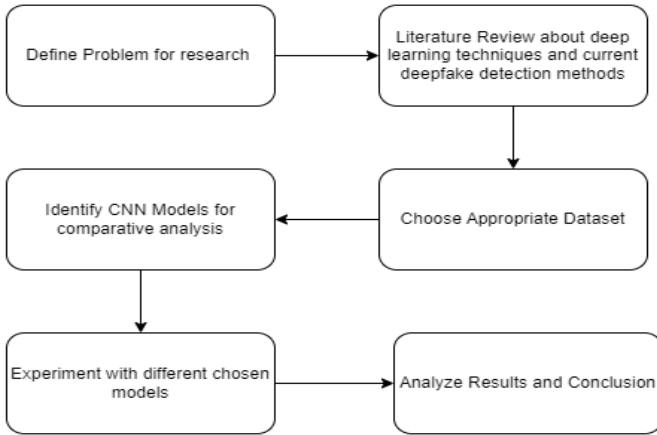 Define Problem for research
Literature Review about deep
learning techniques and current
deepfake detection methods
Choose Appropriate Dataset
Identify CNN Models for
comparative analysis
Experiment with different chosen
models
Analyze Results and Conclusion